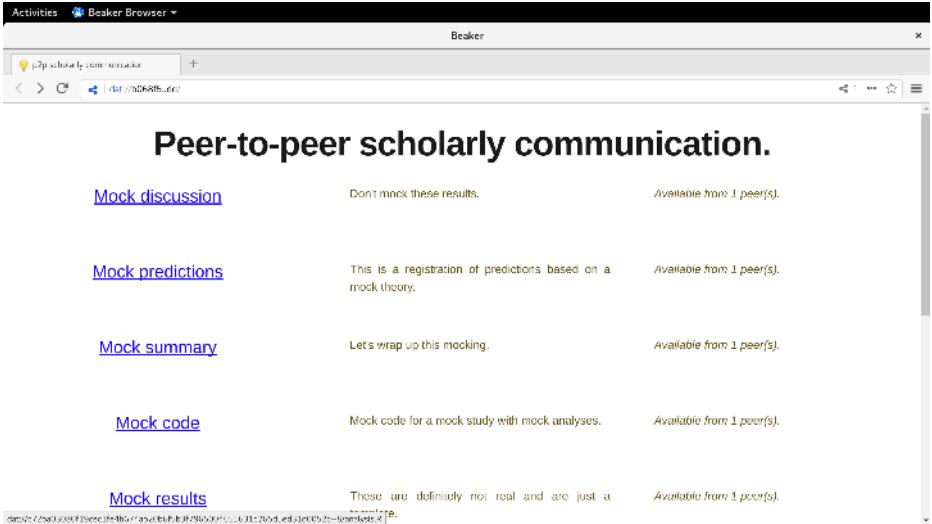 Activities Beaker Browser
Beaker
p2p scholarly communication
Peer-to-peer scholarly communication.
Mock discussion Don't mock these results. Available from 1 peer(s).
Mock predictions This is a registration of predictions based on a Available from 1 peer(s).
mock theory.
Mock summary Let's wrap up this mocking. Available from 1 peer(s).
Mock code Mock code for a mock study with mock analyses. Available from 1 peer(s).
Mock results These are definitely not real and are just a Available from 1 peer(s).
template.